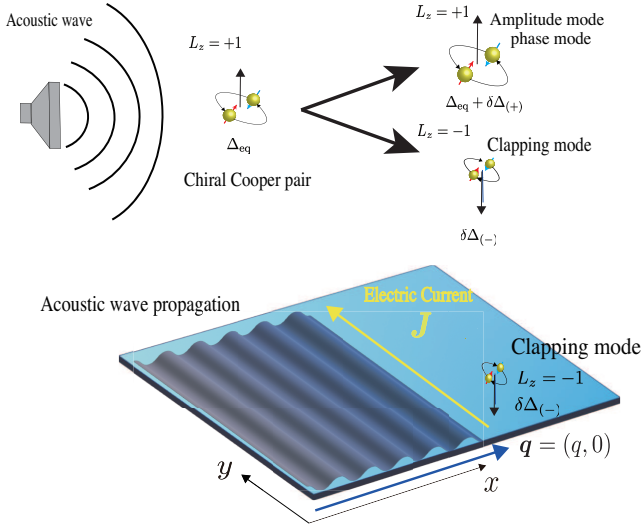 Acoustic wave
L_z = +1
Δ_eq
Chiral Cooper pair
L_z = +1
Amplitude mode
phase mode
Δ_eq + δΔ_(+)
L_z = −1
Clapping mode
δΔ_(−)
Acoustic wave propagation
Electric Current
J
Clapping mode
L_z = −1
δΔ_(−)
q = (q, 0)
y
x